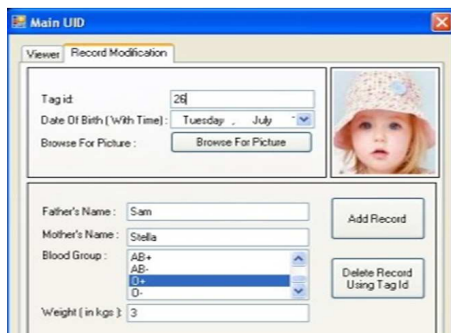 Main UID
Viewer Record Modification
Tag id: 26
Date Of Birth ( With Time) : Tuesday , July
Browse For Picture : Browse For Picture
Father's Name : Sam
Add Record
Mother's Name : Stella
Blood Group : AB+
AB-
O+
O-
Delete Record
Using Tag Id
Weight ( in kgs ): 3